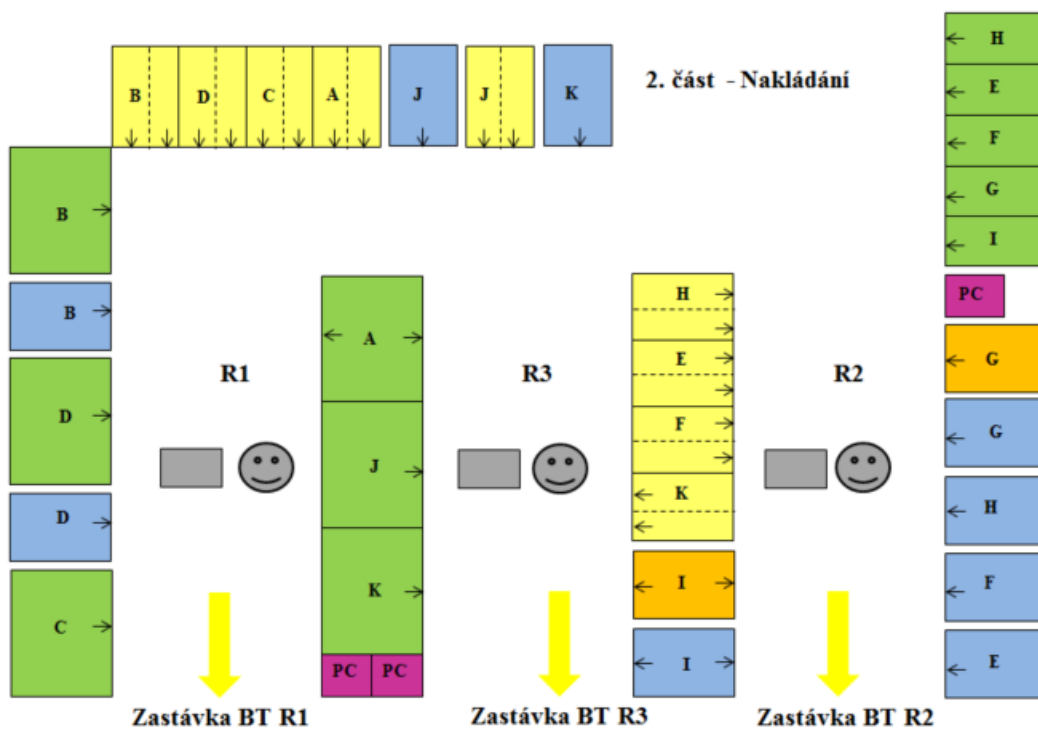 H
B D C A J J K 2. část - Nakládání
E
F
B
G
I
B
H
PC
A
R1 R3 E R2 G
D
F
G
J
K
D
H
K I F
C
PC PC I E
Zastávka BT R1 Zastávka BT R3 Zastávka BT R2